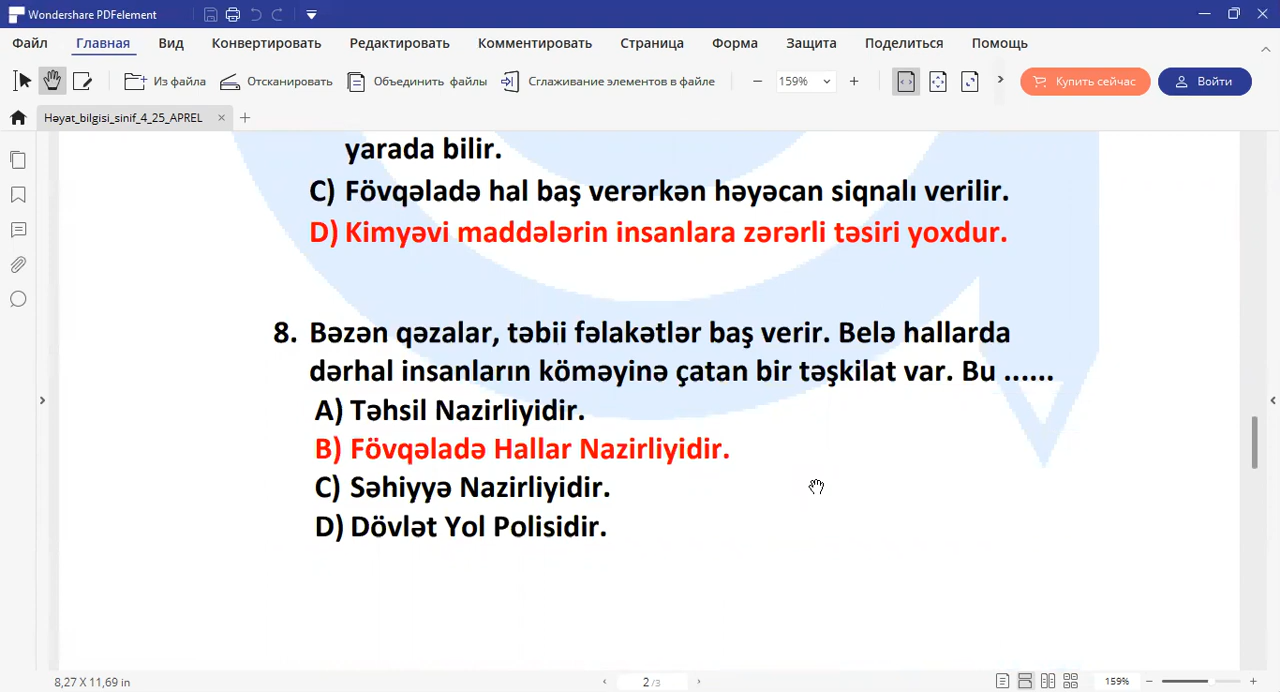 Wondershare PDFelement
Файл Главная Вид Конвертировать Редактировать Комментировать Страница Форма Защита Поделиться Помощь
Из файла Отсканировать Объединить файлы Сглаживание элементов в файле 159% Купить сейчас Войти
Həyat_bilgisi_sinif_4_25_APREL
yarada bilir.
C) Fövqəladə hal baş verərkən həyəcan siqnalı verilir.
D) Kimyəvi maddələrin insanlara zərərli təsiri yoxdur.
8. Bəzən qəzalar, təbii fəlakətlər baş verir. Belə hallarda
dərhal insanların köməyinə çatan bir təşkilat var. Bu ......
A) Təhsil Nazirliyidir.
B) Fövqəladə Hallar Nazirliyidir.
C) Səhiyyə Nazirliyidir.
D) Dövlət Yol Polisidir.
8,27 X 11,69 in 2 /3 159%